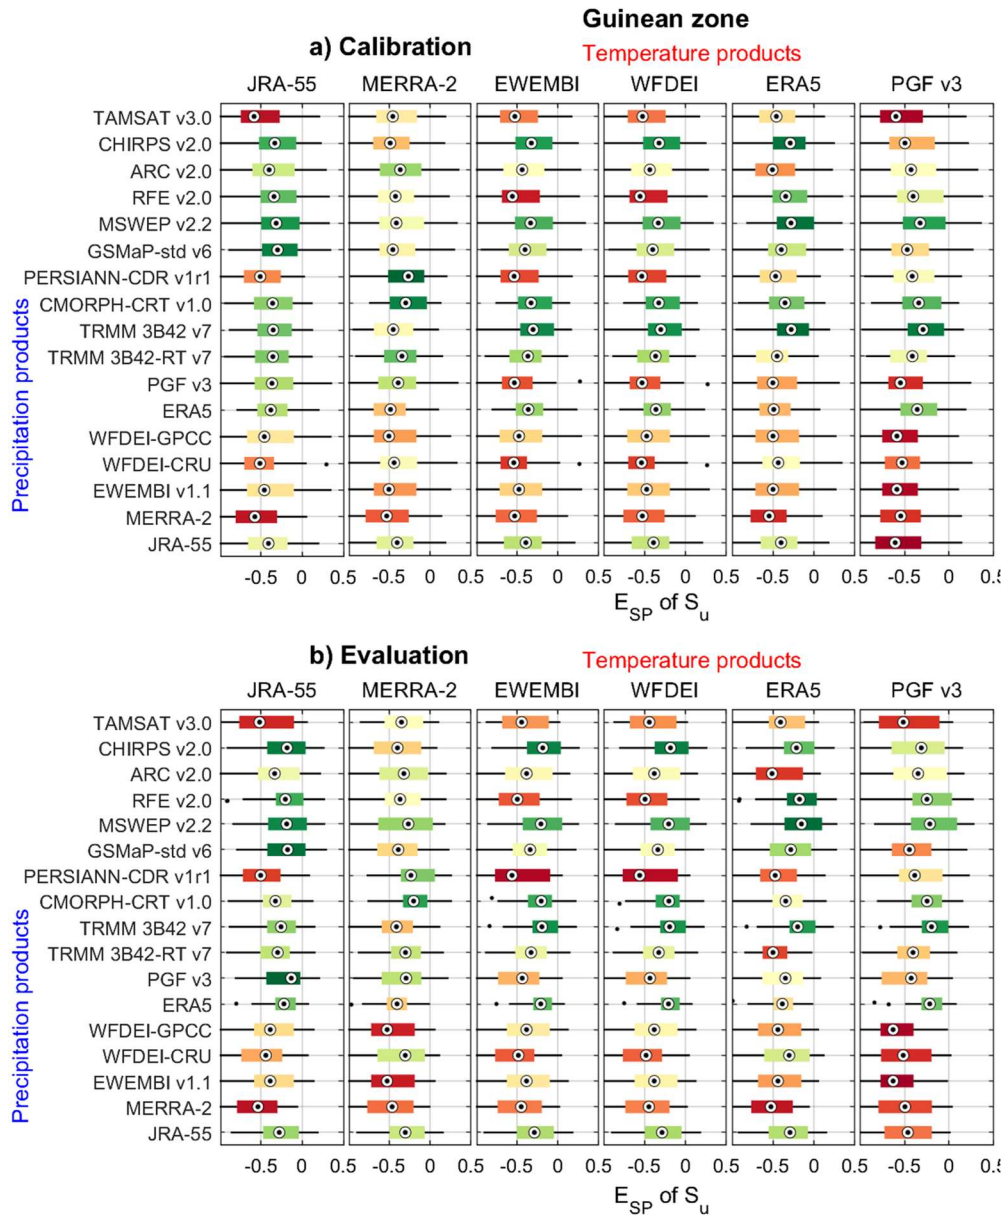 Guinean zone
a) Calibration
Temperature products
JRA-55 MERRA-2 EWEMBI WFDEI ERA5 PGF v3
Precipitation products
TAMSAT v3.0
CHIRPS v2.0
ARC v2.0
RFE v2.0
MSWEP v2.2
GSMaP-std v6
PERSIANN-CDR v1r1
CMORPH-CRT v1.0
TRMM 3B42 v7
TRMM 3B42-RT v7
PGF v3
ERA5
WFDEI-GPCC
WFDEI-CRU
EWEMBI v1.1
MERRA-2
JRA-55
-0.5 0 0.5 -0.5 0 0.5 -0.5 0 0.5 -0.5 0 0.5 -0.5 0 0.5 -0.5 0 0.5
E_SP of S_u
b) Evaluation
Temperature products
JRA-55 MERRA-2 EWEMBI WFDEI ERA5 PGF v3
Precipitation products
TAMSAT v3.0
CHIRPS v2.0
ARC v2.0
RFE v2.0
MSWEP v2.2
GSMaP-std v6
PERSIANN-CDR v1r1
CMORPH-CRT v1.0
TRMM 3B42 v7
TRMM 3B42-RT v7
PGF v3
ERA5
WFDEI-GPCC
WFDEI-CRU
EWEMBI v1.1
MERRA-2
JRA-55
-0.5 0 0.5 -0.5 0 0.5 -0.5 0 0.5 -0.5 0 0.5 -0.5 0 0.5 -0.5 0 0.5
E_SP of S_u